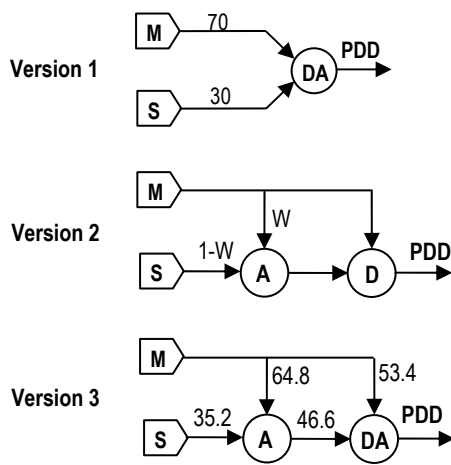 M 70
Version 1 DA PDD
S 30
M
W
Version 2 1-W PDD
S A D
M
64.8 53.4
Version 3 35.2 46.6 PDD
S A DA